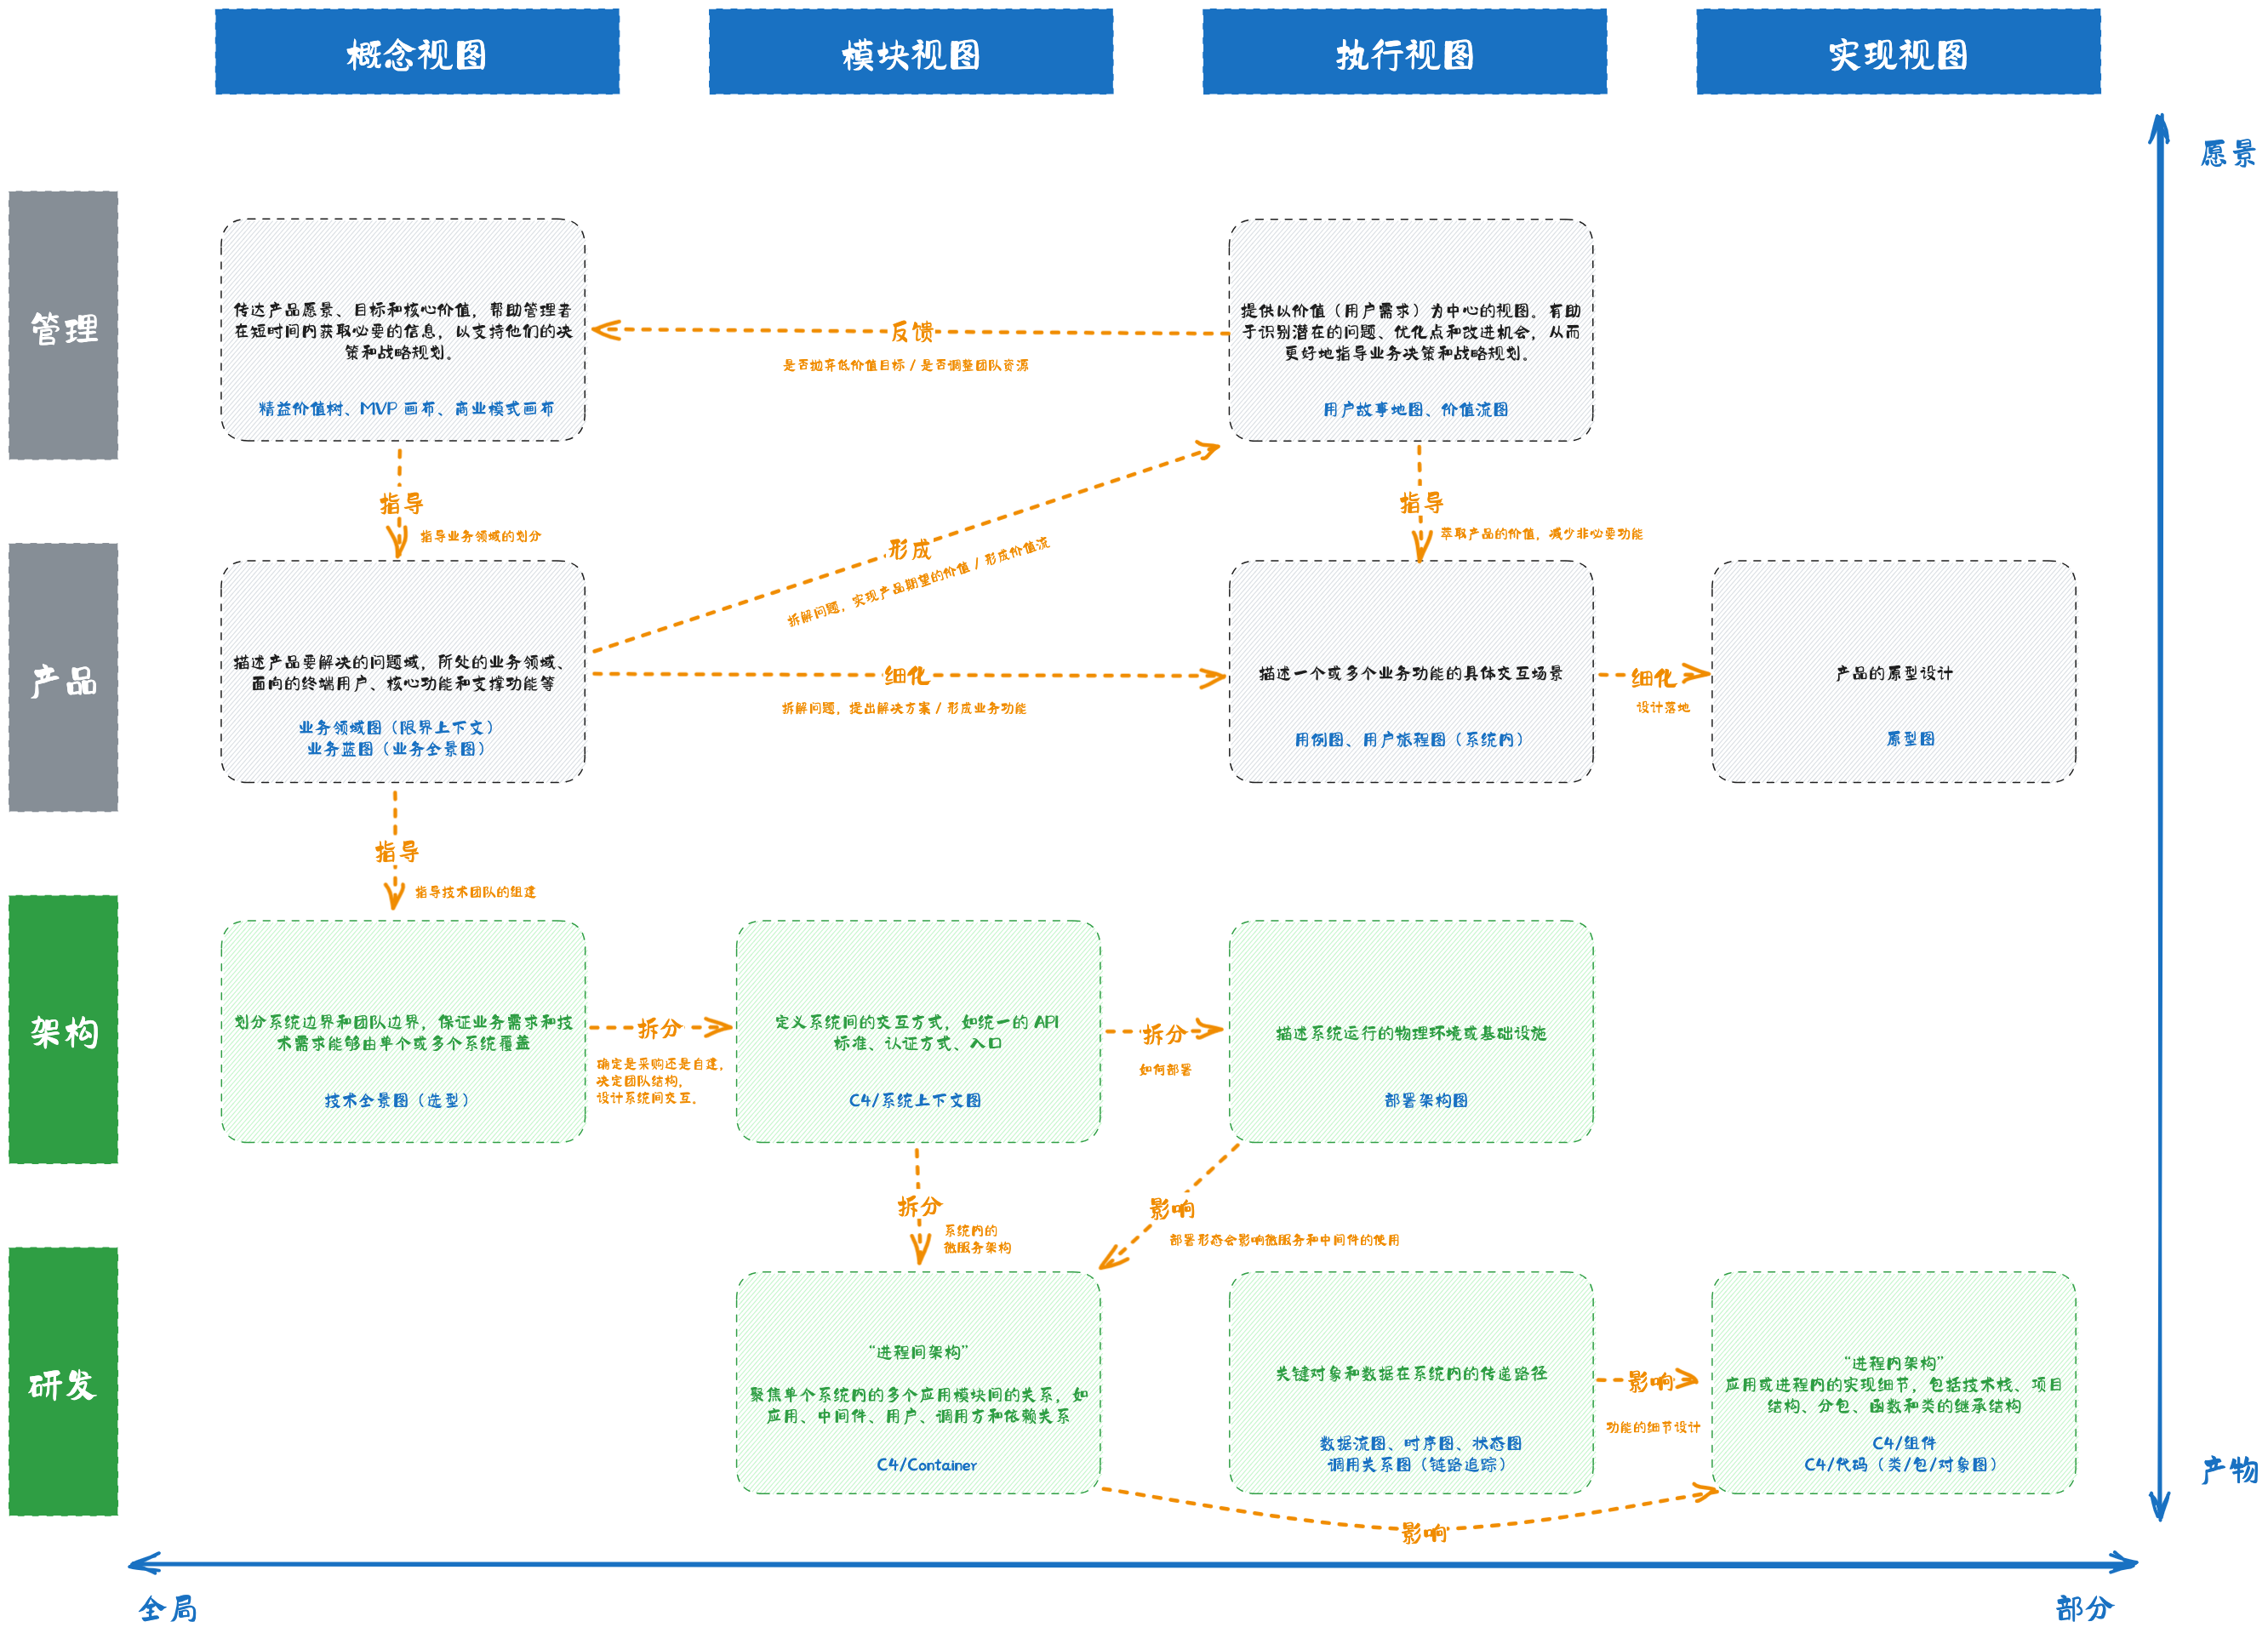 概念视图
模块视图
执行视图
实现视图
愿景
管理
传达产品愿景、目标和核心价值，帮助管理者
在短时间内获取必要的信息，以支持他们的决
策和战略规划。
精益价值树、MVP 画布、商业模式画布
反馈
是否抛弃低价值目标 / 是否调整团队资源
提供以价值（用户需求）为中心的视图。有助
于识别潜在的问题、优化点和改进机会，从而
更好地指导业务决策和战略规划。
用户故事地图、价值流图
指导
指导业务领域的划分
形成
拆解问题，实现产品期望的价值 / 形成价值流
指导
萃取产品的价值，减少非必要功能
产品
描述产品要解决的问题域，所处的业务领域、
面向的终端用户、核心功能和支撑功能等
业务领域图（限界上下文）
业务蓝图（业务全景图）
细化
拆解问题，提出解决方案 / 形成业务功能
描述一个或多个业务功能的具体交互场景
用例图、用户旅程图（系统内）
细化
设计落地
产品的原型设计
原型图
指导
指导技术团队的组建
架构
划分系统边界和团队边界，保证业务需求和技
术需求能够由单个或多个系统覆盖
技术全景图（选型）
拆分
确定是采购还是自建，
决定团队结构，
设计系统间交互。
定义系统间的交互方式，如统一的 API
标准、认证方式、入口
C4/系统上下文图
拆分
如何部署
描述系统运行的物理环境或基础设施
部署架构图
拆分
系统内的
微服务架构
影响
部署形态会影响微服务和中间件的使用
研发
“进程间架构”
聚焦单个系统内的多个应用模块间的关系，如
应用、中间件、用户、调用方和依赖关系
C4/Container
关键对象和数据在系统内的传递路径
数据流图、时序图、状态图
调用关系图（链路追踪）
影响
功能的细节设计
“进程内架构”
应用或进程内的实现细节，包括技术栈、项目
结构、分包、函数和类的继承结构
C4/组件
C4/代码（类/包/对象图）
影响
产物
全局
部分